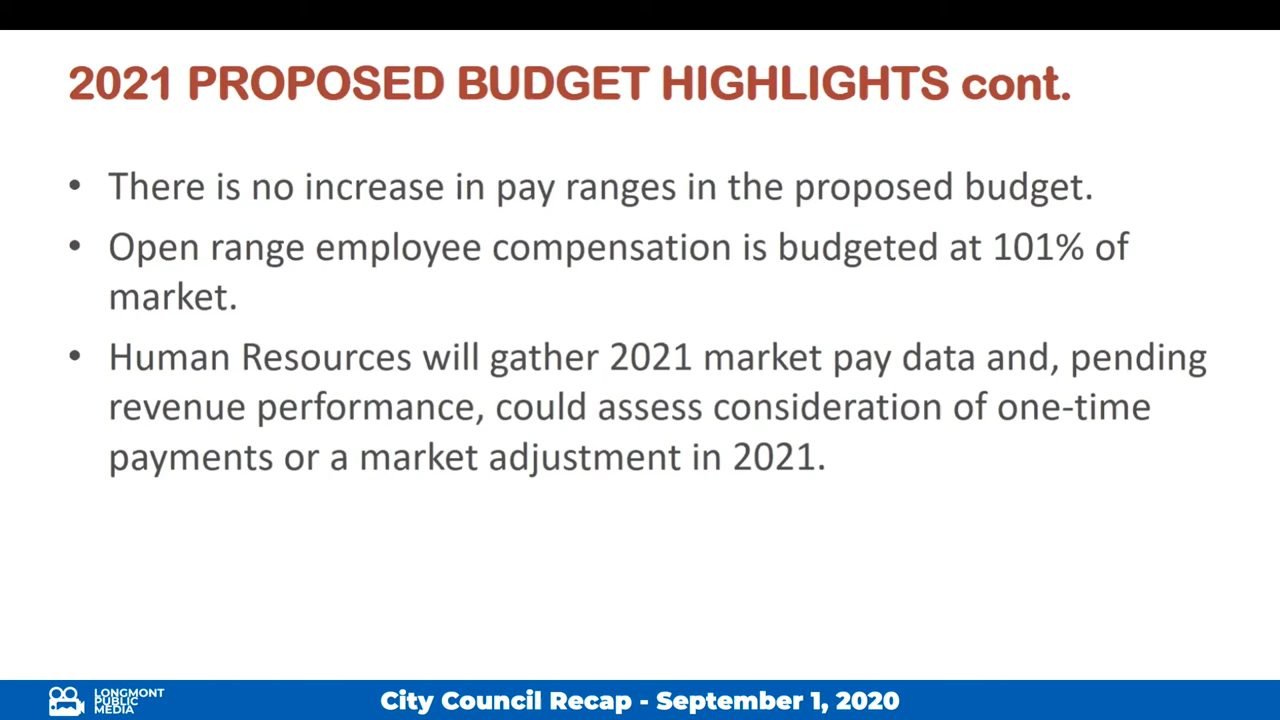 2021 PROPOSED BUDGET HIGHLIGHTS cont.
• There is no increase in pay ranges in the proposed budget.
• Open range employee compensation is budgeted at 101% of
market.
• Human Resources will gather 2021 market pay data and, pending
revenue performance, could assess consideration of one-time
payments or a market adjustment in 2021.
LONGMONT
PUBLIC
MEDIA
City Council Recap - September 1, 2020